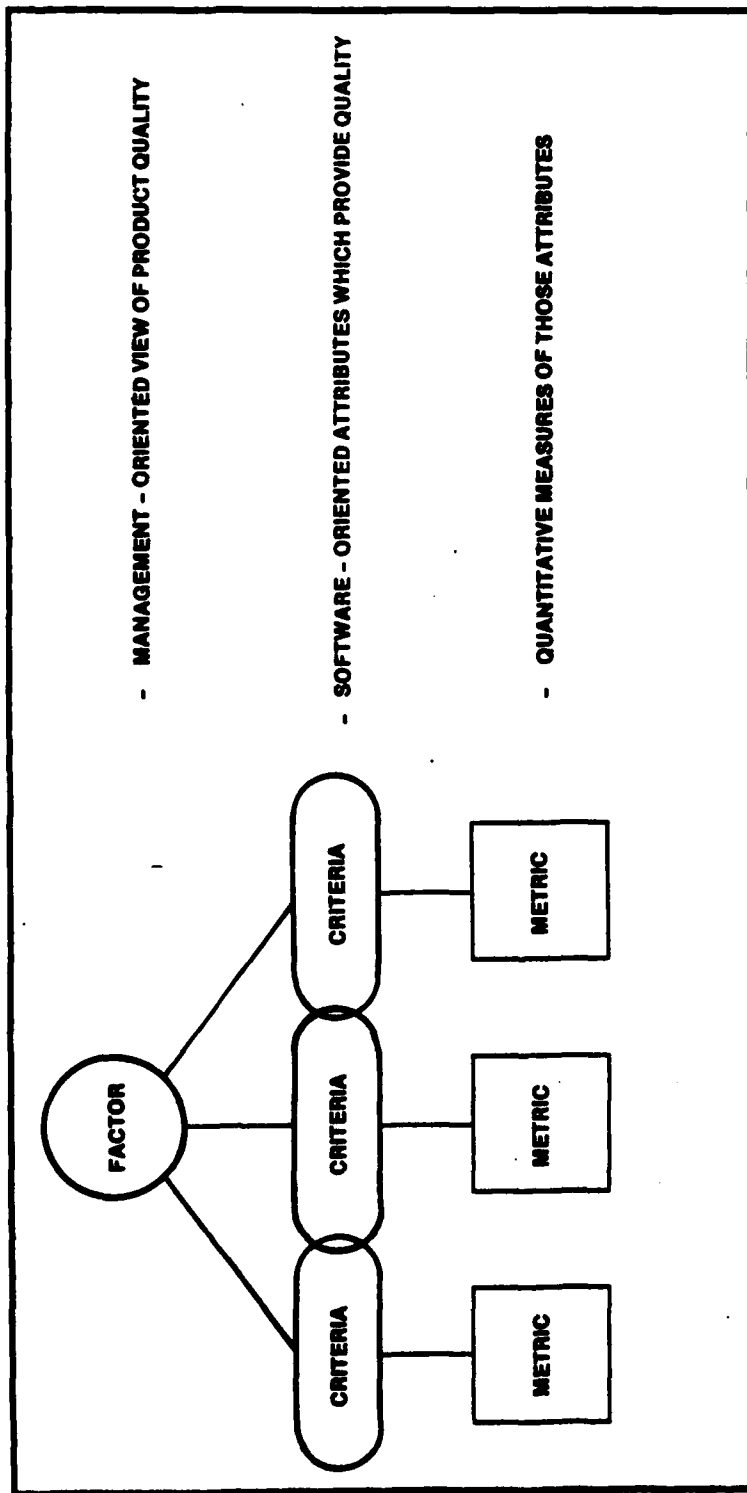 FACTOR
- MANAGEMENT - ORIENTED VIEW OF PRODUCT QUALITY
CRITERIA
CRITERIA
CRITERIA
- SOFTWARE - ORIENTED ATTRIBUTES WHICH PROVIDE QUALITY
METRIC
METRIC
METRIC
- QUANTITATIVE MEASURES OF THOSE ATTRIBUTES